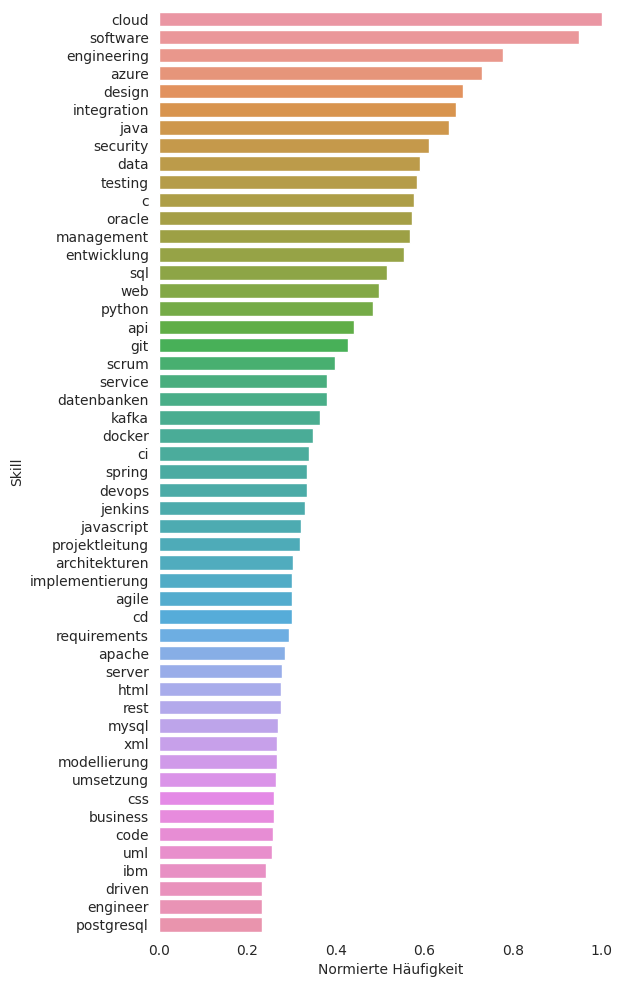 cloud
software
engineering
azure
design
integration
java
security
data
testing
c
oracle
management
entwicklung
sql
web
python
api
git
scrum
service
datenbanken
kafka
docker
ci
spring
devops
jenkins
javascript
projektleitung
architekturen
implementierung
agile
cd
requirements
apache
server
html
rest
mysql
xml
modellierung
umsetzung
css
business
code
uml
ibm
driven
engineer
postgresql
Skill
0.0 0.2 0.4 0.6 0.8 1.0
Normierte Häufigkeit